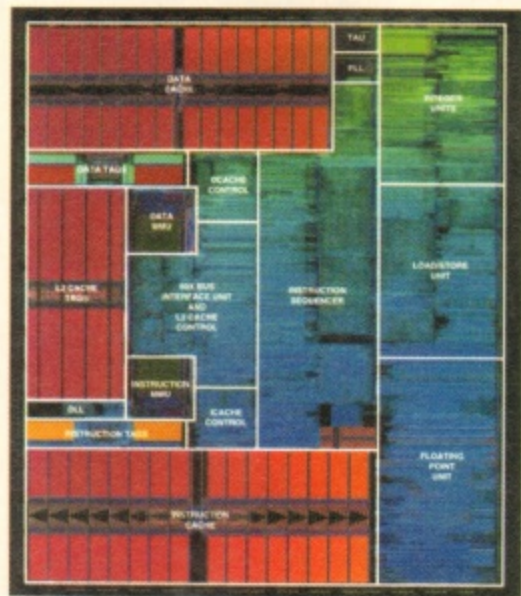 DATA
CACHE
TAU
PLL
INTEGER
UNITS
DATA TAGS
DCACHE
CONTROL
DATA
MMU
L2 CACHE
TAGS
60X BUS
INTERFACE UNIT
AND
L2 CACHE
CONTROL
INSTRUCTION
SEQUENCER
LOAD/STORE
UNIT
INSTRUCTION
MMU
DLL
INSTRUCTION TAGS
ICACHE
CONTROL
FLOATING
POINT
UNIT
INSTRUCTION
CACHE